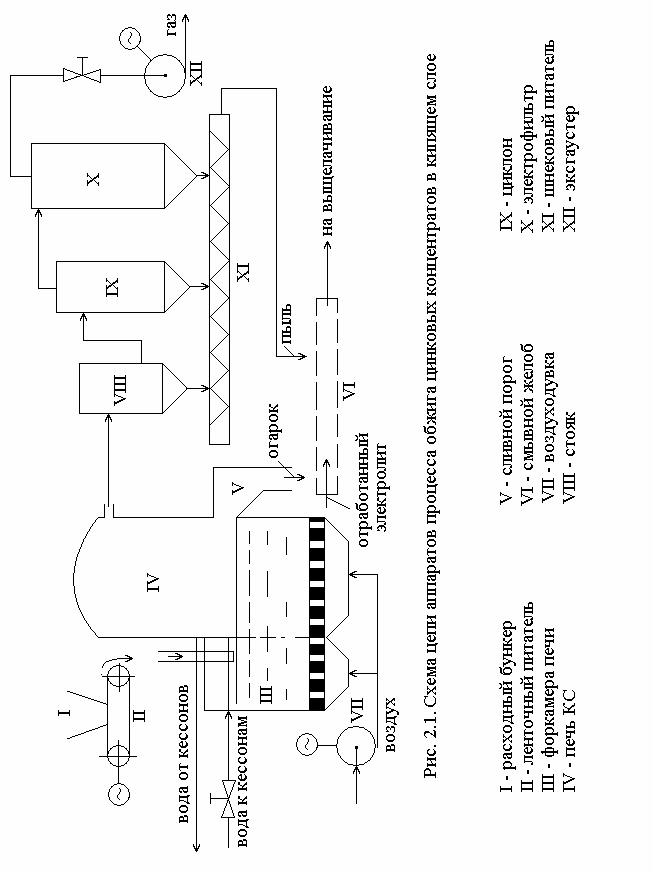 газ
XII
X
IX
VIII
XI
на выщелачивание
пыль
VI
огарок
V
отработанный
электролит
IV
I
II
III
вода от кессонов
вода к кессонам
VII
воздух
Рис. 2.1. Схема цепи аппаратов процесса обжига цинковых концентратов в кипящем слое
I - расходный бункер
II - ленточный питатель
III - форкамера печи
IV - печь КС
V - сливной порог
VI - смывной желоб
VII - воздуходувка
VIII - стояк
IX - циклон
X - электрофильтр
XI - шнековый питатель
XII - эксгаустер